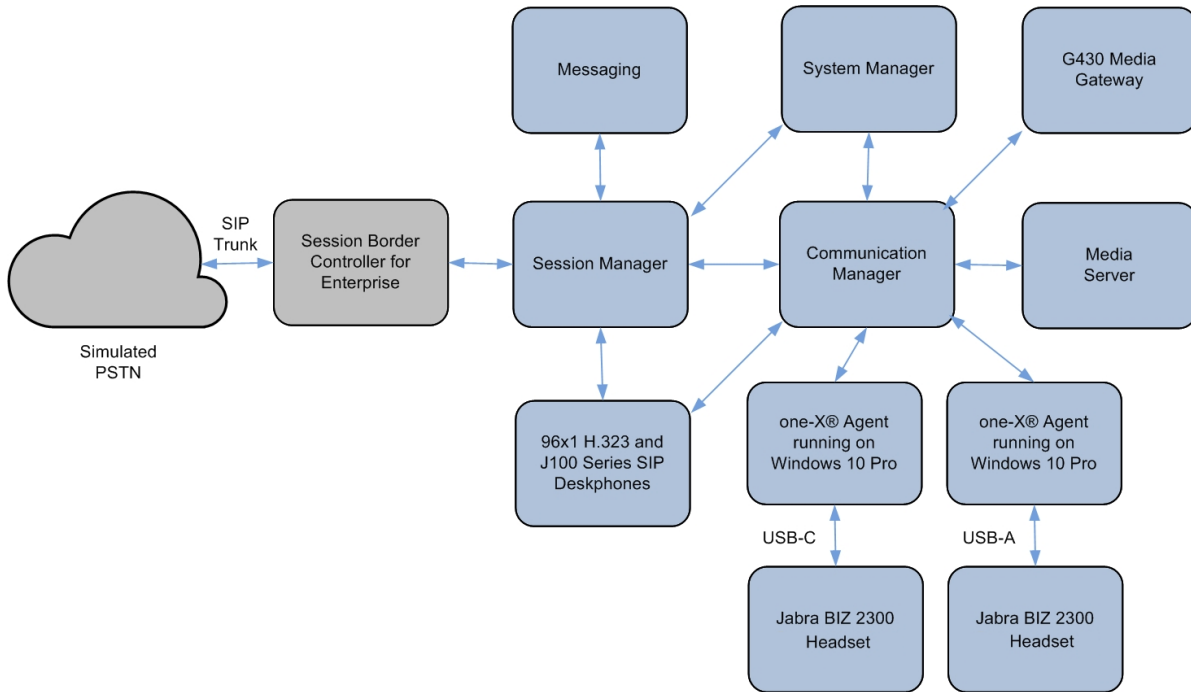 Messaging
System Manager
G430 Media
Gateway
SIP
Trunk
Session Border
Controller for
Enterprise
Session Manager
Communication
Manager
Media
Server
Simulated
PSTN
96x1 H.323 and
J100 Series SIP
Deskphones
one-X® Agent
running on
Windows 10 Pro
one-X® Agent
running on
Windows 10 Pro
USB-C
USB-A
Jabra BIZ 2300
Headset
Jabra BIZ 2300
Headset